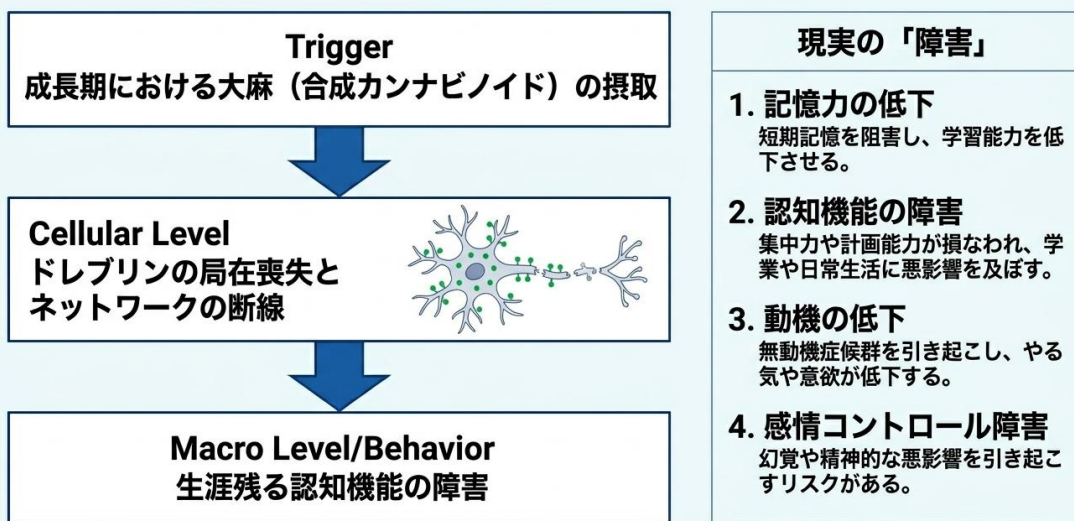 Trigger
成長期における大麻（合成カンナビノイド）の摂取
Cellular Level
ドレブリンの局在喪失と
ネットワークの断線
Macro Level/Behavior
生涯残る認知機能の障害
現実の「障害」
1. 記憶力の低下
短期記憶を阻害し、学習能力を低
下させる。
2. 認知機能の障害
集中力や計画能力が損なわれ、学
業や日常生活に悪影響を及ぼす。
3. 動機の低下
無動機症候群を引き起こし、やる
気や意欲が低下する。
4. 感情コントロール障害
幻覚や精神的な悪影響を引き起こ
すリスクがある。